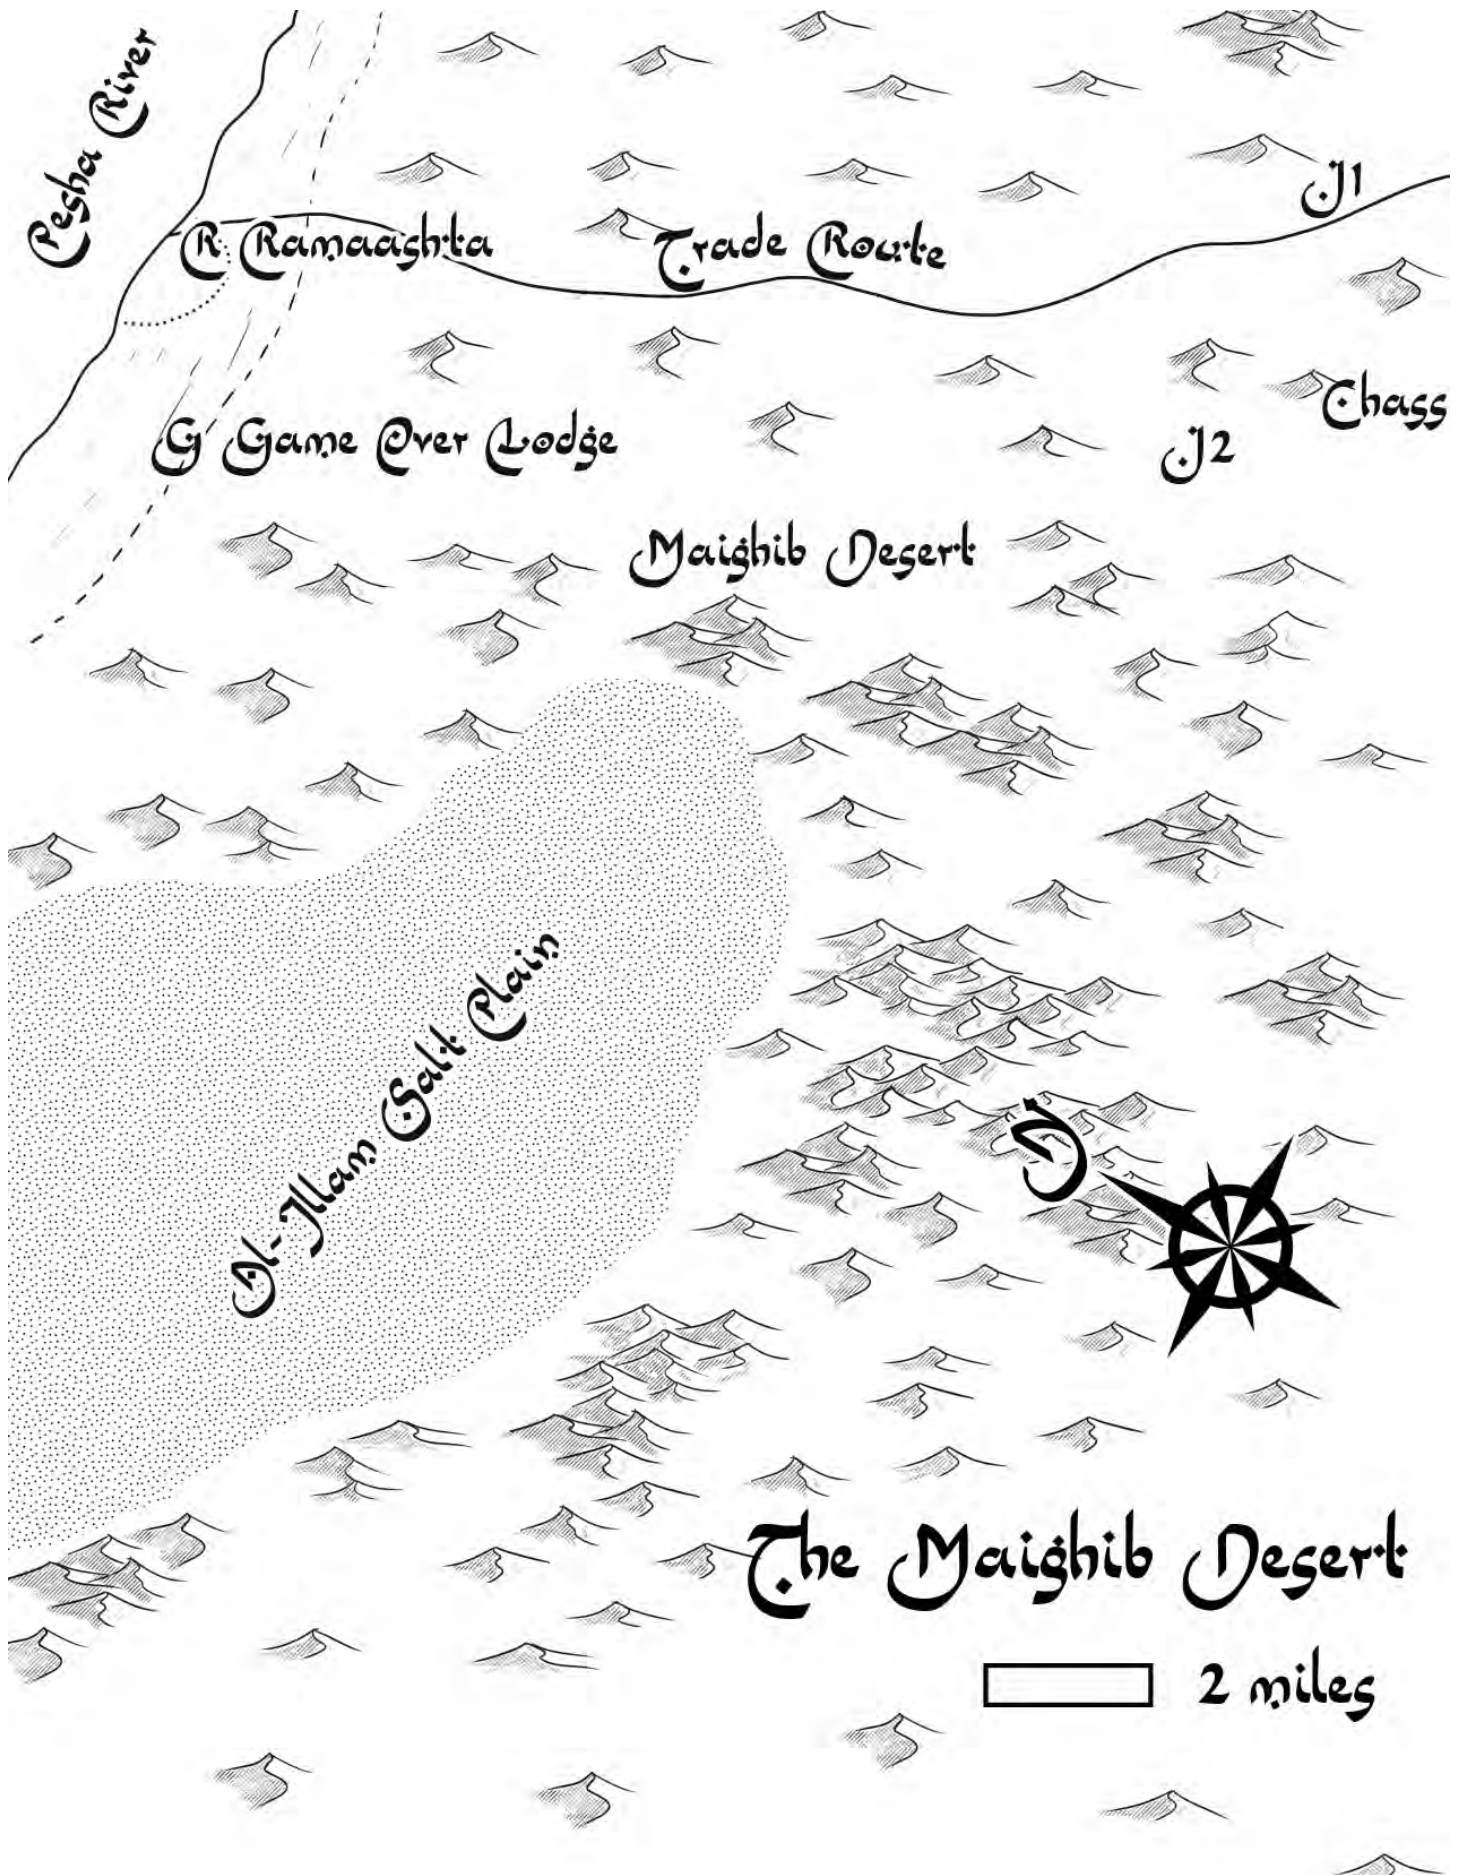 Pesha River
J1
R Ramaashta
Trade Route
Chass
G Game Over Lodge
J2
Maighib Desert
Al-Illam Salt Plain
N
The Maighib Desert
2 miles